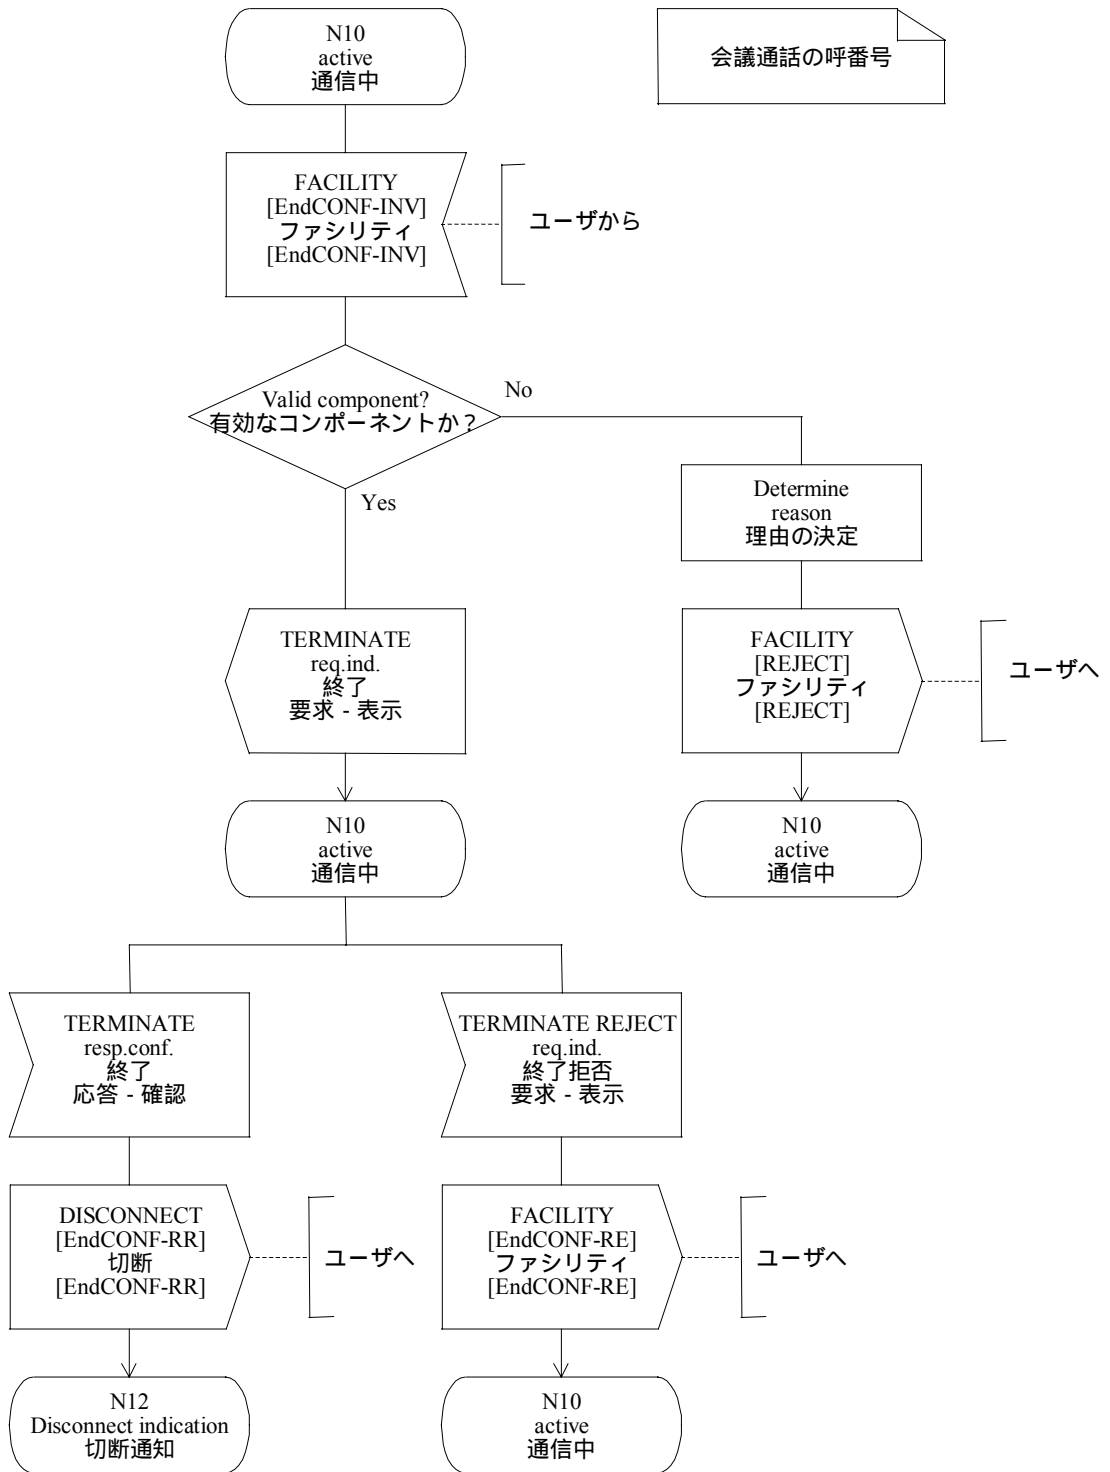 N10
active
通信中
会議通話の呼番号
FACILITY
[EndCONF-INV]
ファシリティ
[EndCONF-INV]
ユーザから
Valid component?
有効なコンポーネントか？
No
Yes
Determine
reason
理由の決定
TERMINATE
req.ind.
終了
要求 - 表示
FACILITY
[REJECT]
ファシリティ
[REJECT]
ユーザへ
N10
active
通信中
N10
active
通信中
TERMINATE
resp.conf.
終了
応答 - 確認
TERMINATE REJECT
req.ind.
終了拒否
要求 - 表示
DISCONNECT
[EndCONF-RR]
切断
[EndCONF-RR]
ユーザへ
FACILITY
[EndCONF-RE]
ファシリティ
[EndCONF-RE]
ユーザへ
N12
Disconnect indication
切断通知
N10
active
通信中